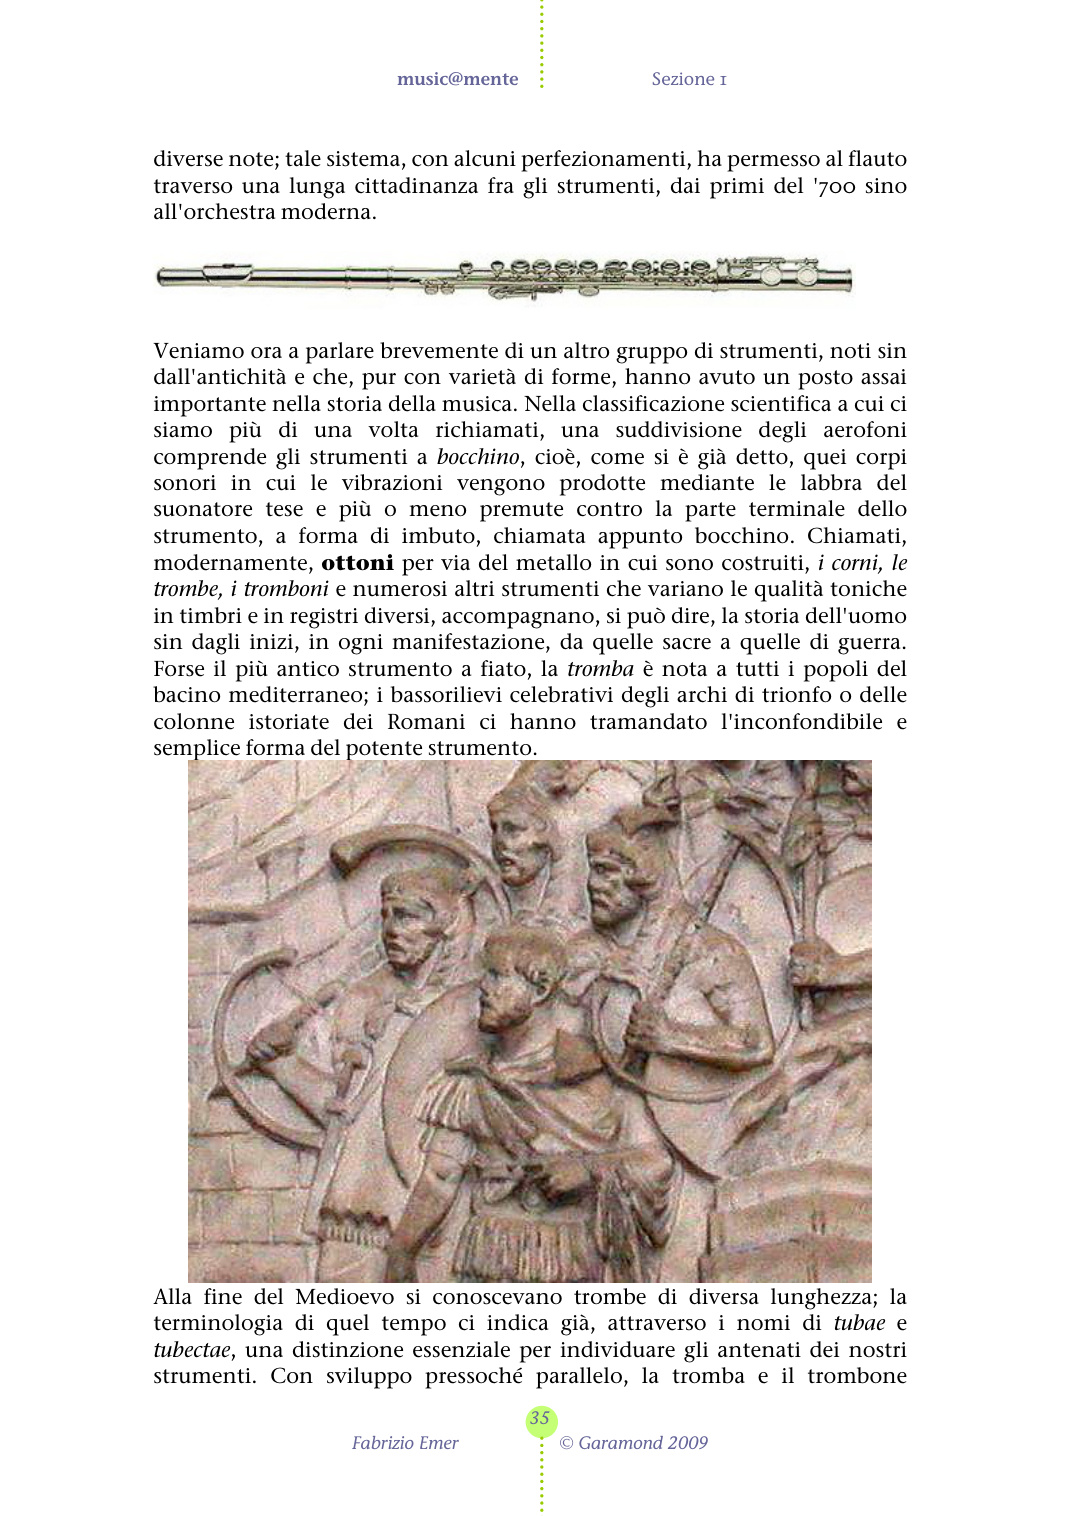 music@mente
Sezione 1
diverse note; tale sistema, con alcuni perfezionamenti, ha permesso al flauto
traverso una lunga cittadinanza fra gli strumenti, dai primi del '700 sino
all'orchestra moderna.
Veniamo ora a parlare brevemente di un altro gruppo di strumenti, noti sin
dall'antichità e che, pur con varietà di forme, hanno avuto un posto assai
importante nella storia della musica. Nella classificazione scientifica a cui ci
siamo più di una volta richiamati, una suddivisione degli aerofoni
comprende gli strumenti a bocchino, cioè, come si è già detto, quei corpi
sonori in cui le vibrazioni vengono prodotte mediante le labbra del
suonatore tese e più o meno premute contro la parte terminale dello
strumento, a forma di imbuto, chiamata appunto bocchino. Chiamati,
modernamente, ottoni per via del metallo in cui sono costruiti, i corni, le
trombe, i tromboni e numerosi altri strumenti che variano le qualità toniche
in timbri e in registri diversi, accompagnano, si può dire, la storia dell'uomo
sin dagli inizi, in ogni manifestazione, da quelle sacre a quelle di guerra.
Forse il più antico strumento a fiato, la tromba è nota a tutti i popoli del
bacino mediterraneo; i bassorilievi celebrativi degli archi di trionfo o delle
colonne istoriate dei Romani ci hanno tramandato l'inconfondibile e
semplice forma del potente strumento.
Alla fine del Medioevo si conoscevano trombe di diversa lunghezza; la
terminologia di quel tempo ci indica già, attraverso i nomi di tubae e
tubectae, una distinzione essenziale per individuare gli antenati dei nostri
strumenti. Con sviluppo pressoché parallelo, la tromba e il trombone
35
Fabrizio Emer
© Garamond 2009